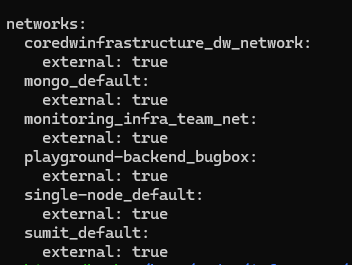 networks:
  coredwinfrastructure_dw_network:
    external: true
  mongo_default:
    external: true
  monitoring_infra_team_net:
    external: true
  playground-backend_bugbox:
    external: true
  single-node_default:
    external: true
  sumit_default:
    external: true